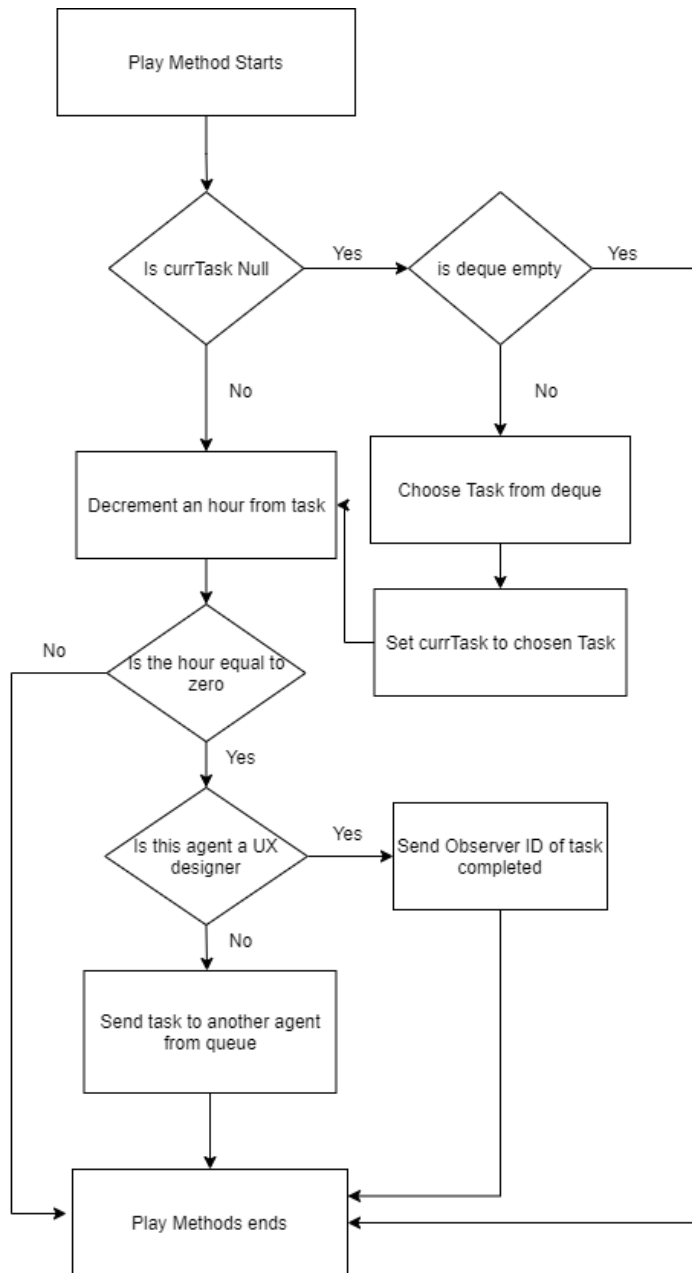 Play Method Starts
Is currTask Null
Yes
is deque empty
Yes
No
No
Decrement an hour from task
Choose Task from deque
Set currTask to chosen Task
No
Is the hour equal to
zero
Yes
Is this agent a UX
designer
Yes
Send Observer ID of task
completed
No
Send task to another agent
from queue
Play Methods ends